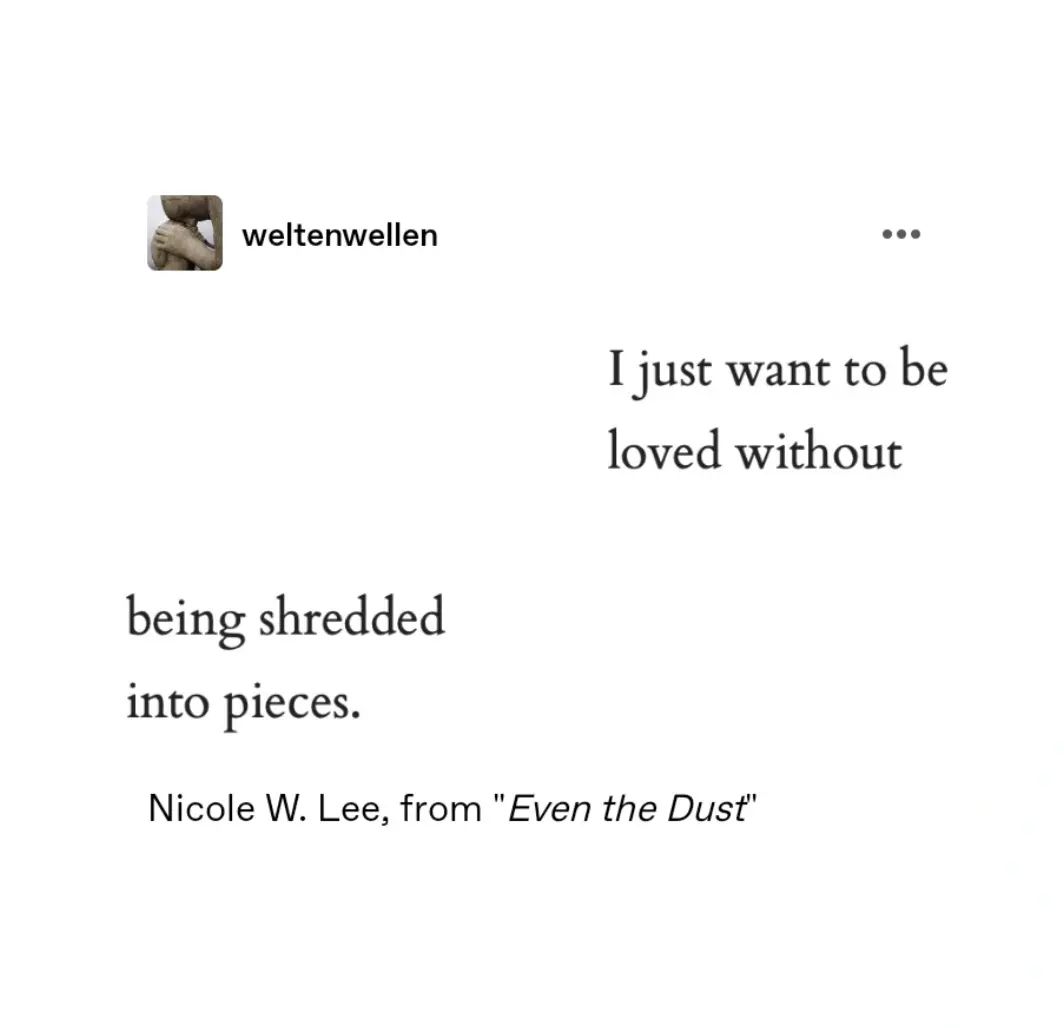 weltenwellen
I just want to be
loved without
being shredded
into pieces.
Nicole W. Lee, from "Even the Dust"